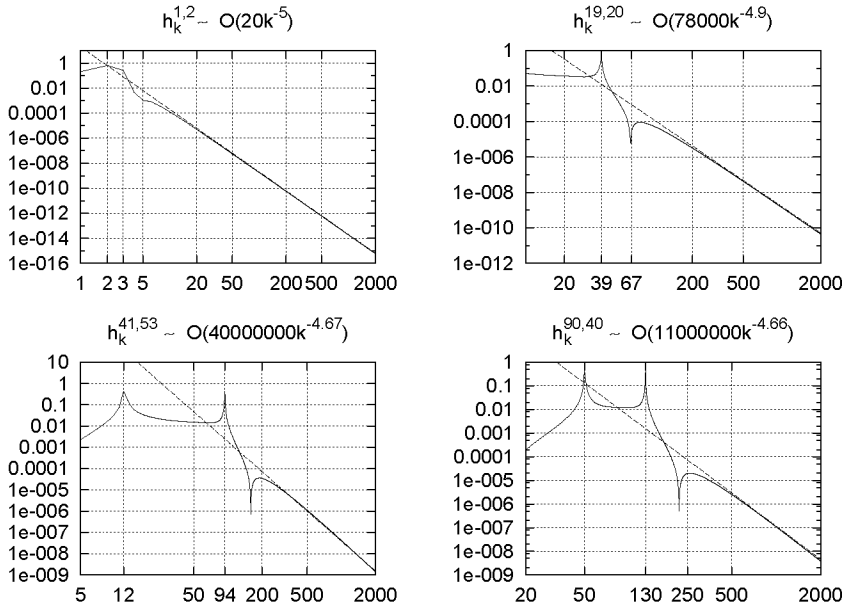 h_k^{1,2} ~ O(20k^{-5})
1
0.01
0.0001
1e-006
1e-008
1e-010
1e-012
1e-014
1e-016
1 2 3 5 20 50 200 500 2000
h_k^{19,20} ~ O(78000k^{-4.9})
1
0.01
0.0001
1e-006
1e-008
1e-010
1e-012
20 39 67 200 500 2000
h_k^{41,53} ~ O(40000000k^{-4.67})
10
1
0.1
0.01
0.001
0.0001
1e-005
1e-006
1e-007
1e-008
1e-009
5 12 50 94 200 500 2000
h_k^{90,40} ~ O(11000000k^{-4.66})
1
0.1
0.01
0.001
0.0001
1e-005
1e-006
1e-007
1e-008
1e-009
20 50 130 250 500 2000